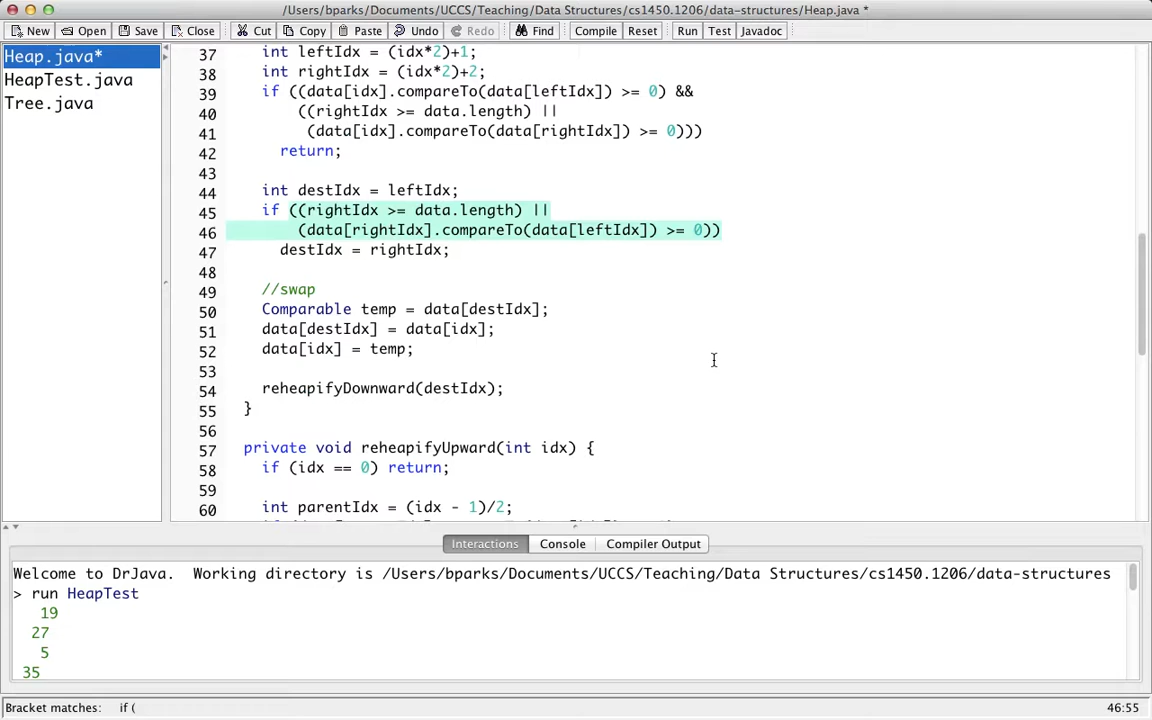 /Users/bparks/Documents/UCCS/Teaching/Data Structures/cs1450.1206/data-structures/Heap.java *
New Open Save Close Cut Copy Paste Undo Redo Find Compile Reset Run Test Javadoc
Heap.java*
HeapTest.java
Tree.java
37 int leftIdx = (idx*2)+1;
38 int rightIdx = (idx*2)+2;
39 if ((data[idx].compareTo(data[leftIdx]) >= 0) &&
40 ((rightIdx >= data.length) ||
41 (data[idx].compareTo(data[rightIdx]) >= 0)))
42 return;
43
44 int destIdx = leftIdx;
45 if ((rightIdx >= data.length) ||
46 (data[rightIdx].compareTo(data[leftIdx]) >= 0))
47 destIdx = rightIdx;
48
49 //swap
50 Comparable temp = data[destIdx];
51 data[destIdx] = data[idx];
52 data[idx] = temp;
53
54 reheapifyDownward(destIdx);
55 }
56
57 private void reheapifyUpward(int idx) {
58 if (idx == 0) return;
59
60 int parentIdx = (idx - 1)/2;
Interactions Console Compiler Output
Welcome to DrJava. Working directory is /Users/bparks/Documents/UCCS/Teaching/Data Structures/cs1450.1206/data-structures
> run HeapTest
19
27
5
35
Bracket matches: if ( 46:55